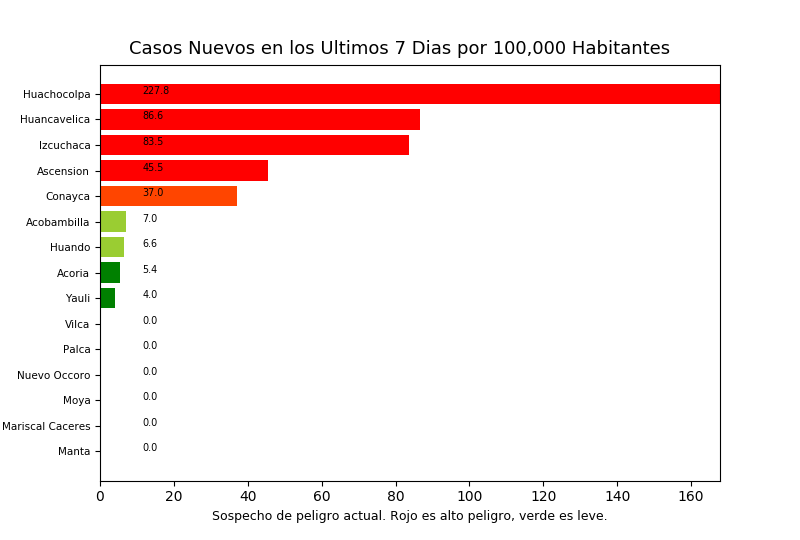 Casos Nuevos en los Ultimos 7 Dias por 100,000 Habitantes
Huachocolpa 227.8
Huancavelica 86.6
Izcuchaca 83.5
Ascension 45.5
Conayca 37.0
Acobambilla 7.0
Huando 6.6
Acoria 5.4
Yauli 4.0
Vilca 0.0
Palca 0.0
Nuevo Occoro 0.0
Moya 0.0
Mariscal Caceres 0.0
Manta 0.0
0 20 40 60 80 100 120 140 160
Sospecho de peligro actual. Rojo es alto peligro, verde es leve.